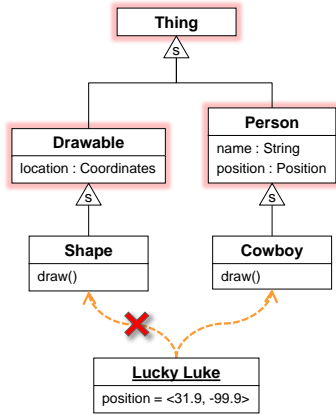 Thing
s
Drawable
location : Coordinates
Person
name : String
position : Position
s
s
Shape
draw()
Cowboy
draw()
Lucky Luke
position = <31.9, -99.9>